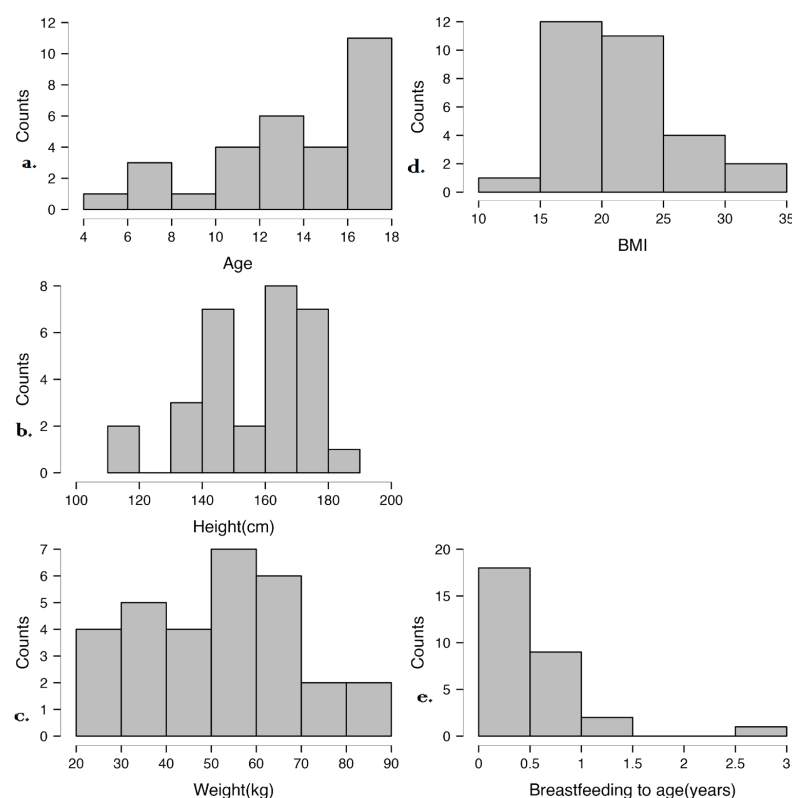 12
10
8
6
4
2
0
Counts
a.
4 6 8 10 12 14 16 18
Age
12
10
8
6
4
2
0
Counts
d.
10 15 20 25 30 35
BMI
8
6
4
2
0
Counts
b.
100 120 140 160 180 200
Height(cm)
7
6
5
4
3
2
1
0
Counts
c.
20 30 40 50 60 70 80 90
Weight(kg)
20
15
10
5
0
Counts
e.
0 0.5 1 1.5 2 2.5 3
Breastfeeding to age(years)